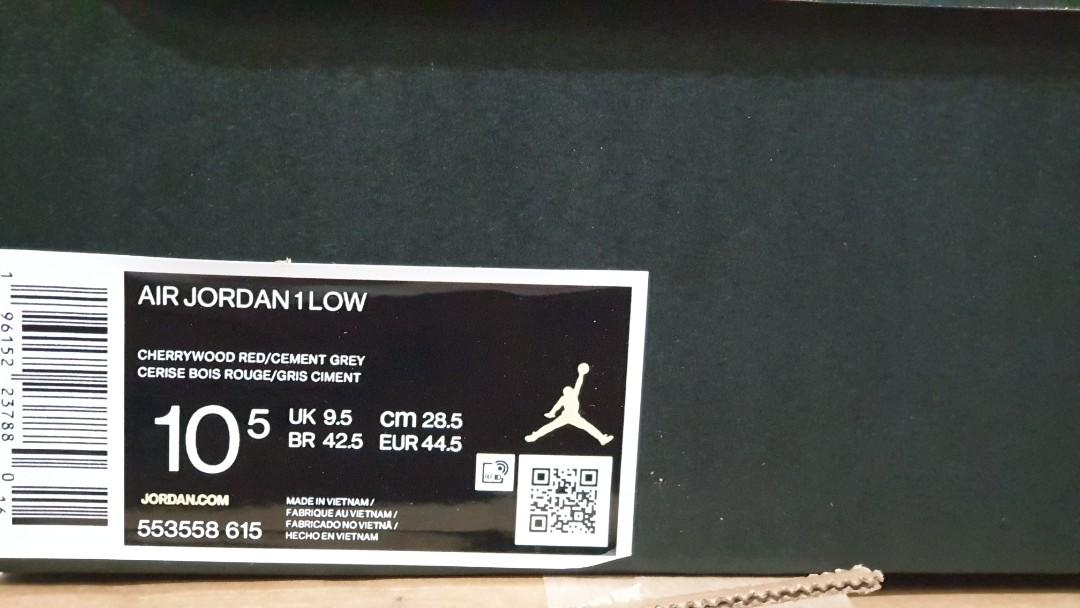 AIR JORDAN 1 LOW
CHERRYWOOD RED/CEMENT GREY
CERISE BOIS ROUGE/GRIS CIMENT
10 5
UK 9.5 cm 28.5
BR 42.5 EUR 44.5
JORDAN.COM
553558 615
MADE IN VIETNAM /
FABRIQUE AU VIETNAM /
FABRICADO NO VIETNÃ /
HECHO EN VIETNAM
1 96152 23788 0